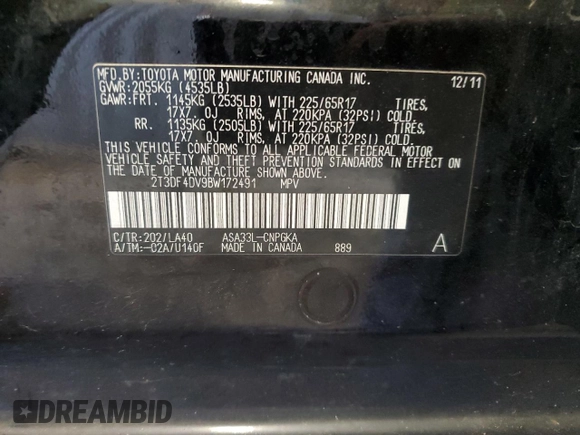 MFD. BY: TOYOTA MOTOR MANUFACTURING CANADA INC.
12/11
GVWR: 2055KG (4535LB)
GAWR: FRT. 1145KG (2535LB) WITH 225/65R17 TIRES,
17X7. 0J RIMS, AT 220KPA (32PSI) COLD.
RR. 1135KG (2505LB) WITH 225/65R17 TIRES,
17X7. 0J RIMS, AT 220KPA (32PSI) COLD.
THIS VEHICLE CONFORMS TO ALL APPLICABLE FEDERAL MOTOR
VEHICLE SAFETY AND THEFT PREVENTION STANDARDS IN EFFECT ON
THE DATE OF MANUFACTURE SHOWN ABOVE.
2T3DF4DV9BW172491 MPV
C/TR: 202/LA40 ASA33L-CNPGKA
A/TM: -02A/U140F MADE IN CANADA 889 A
DREAMBID